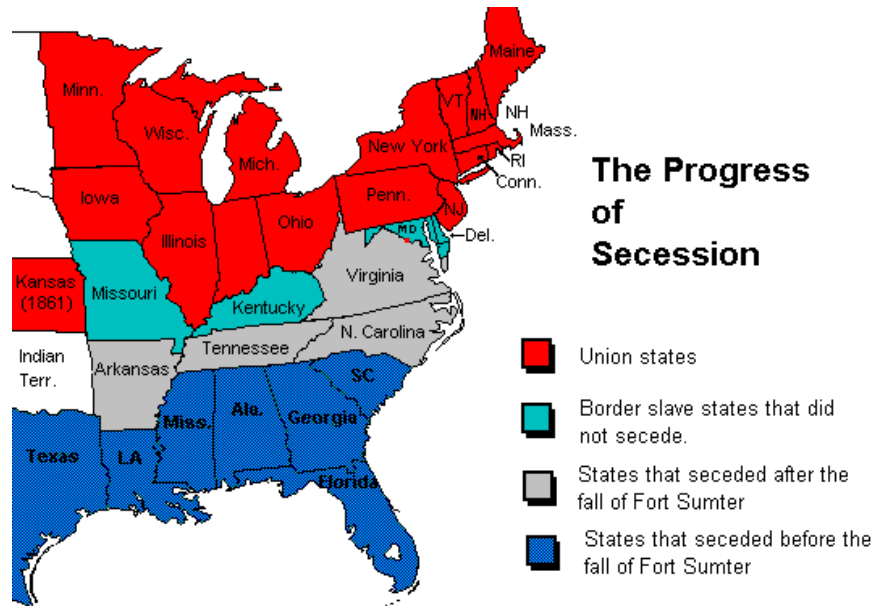 Maine
Minn.
VT
NH
NH
Wisc.
Mass.
New York
Mich.
RI
Conn.
Iowa
Penn.
NJ
Ohio
Illinois
MD
Del.
Kansas
(1861)
Missouri
Virginia
Kentucky
N. Carolina
Indian
Terr.
Tennessee
Arkansas
SC
Miss.
Ala.
Georgia
Texas
LA
Florida
The Progress
of
Secession
Union states
Border slave states that did
not secede.
States that seceded after the
fall of Fort Sumter
States that seceded before the
fall of Fort Sumter